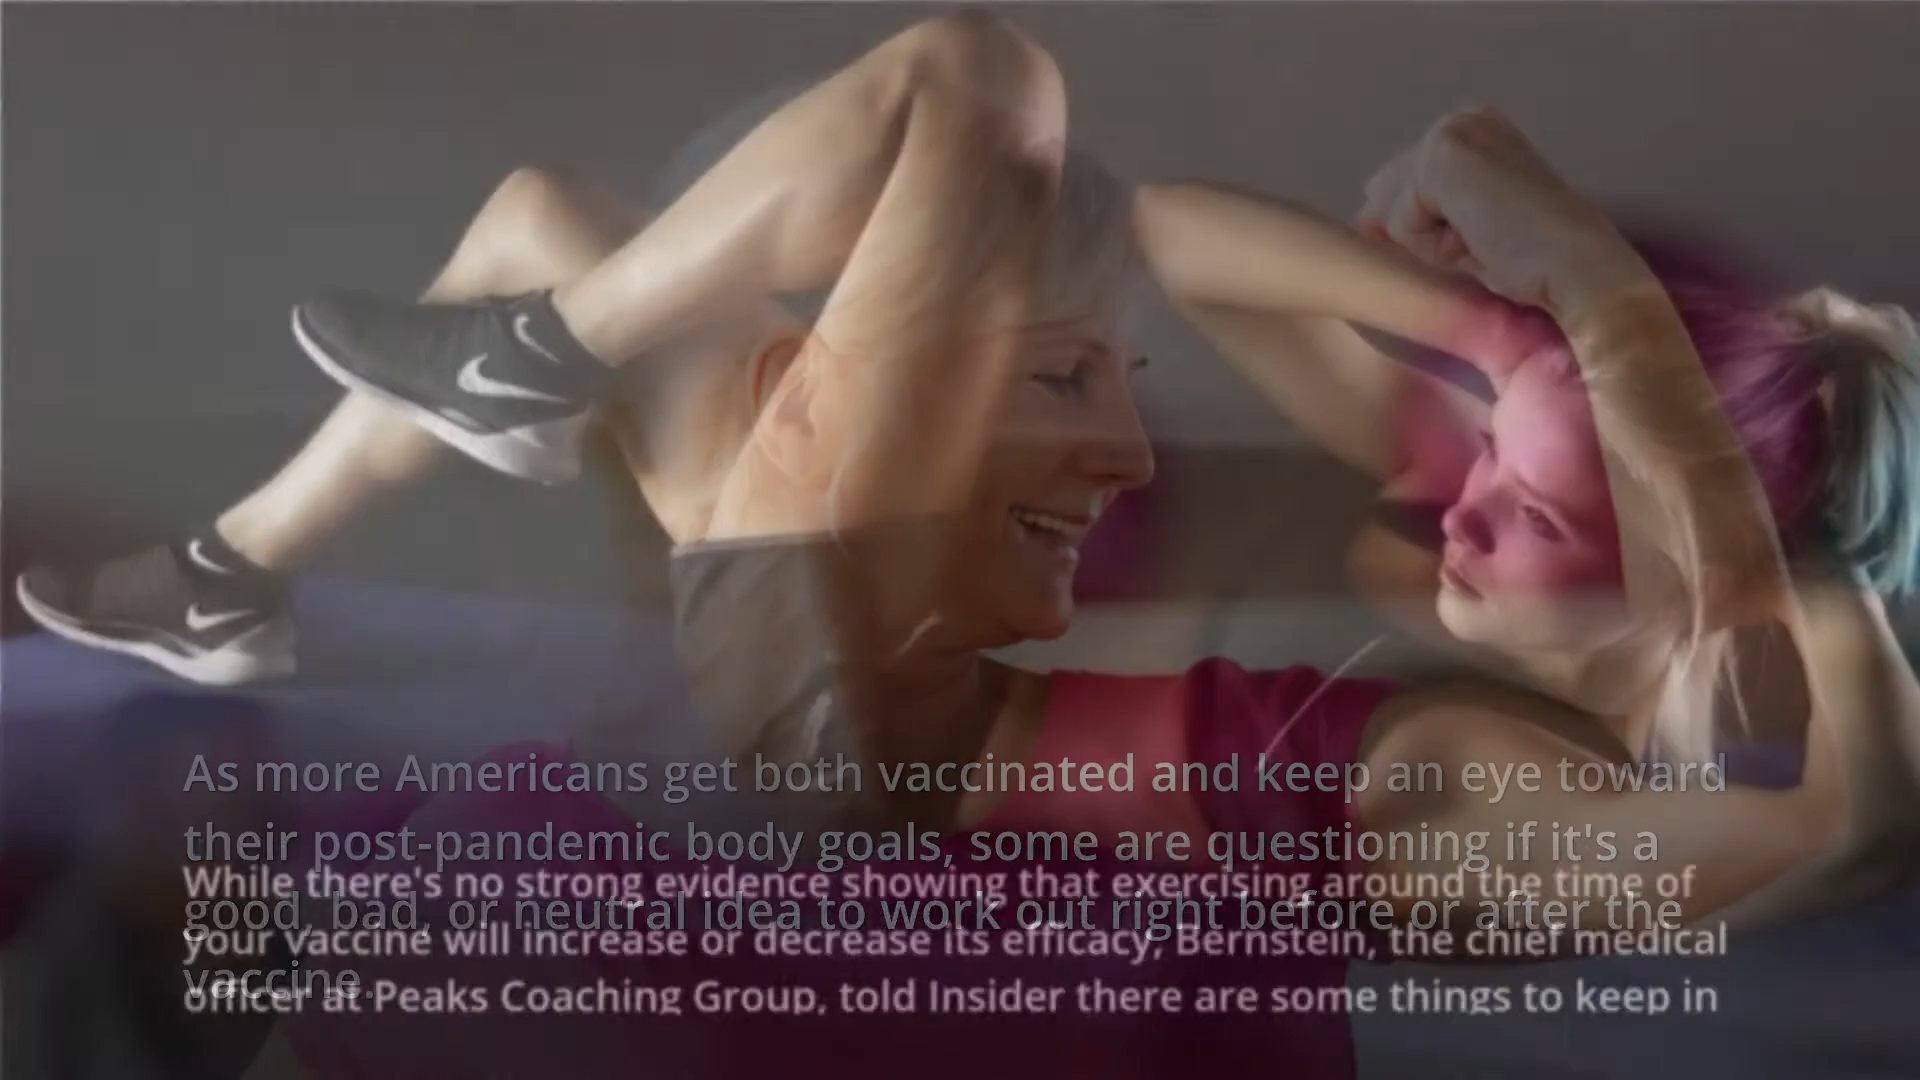 As more Americans get both vaccinated and keep an eye toward
their post-pandemic body goals, some are questioning if it's a
good, bad, or neutral idea to work out right before or after the
vaccine.
While there's no strong evidence showing that exercising around the time of
your vaccine will increase or decrease its efficacy, Bernstein, the chief medical
officer at Peaks Coaching Group, told Insider there are some things to keep in